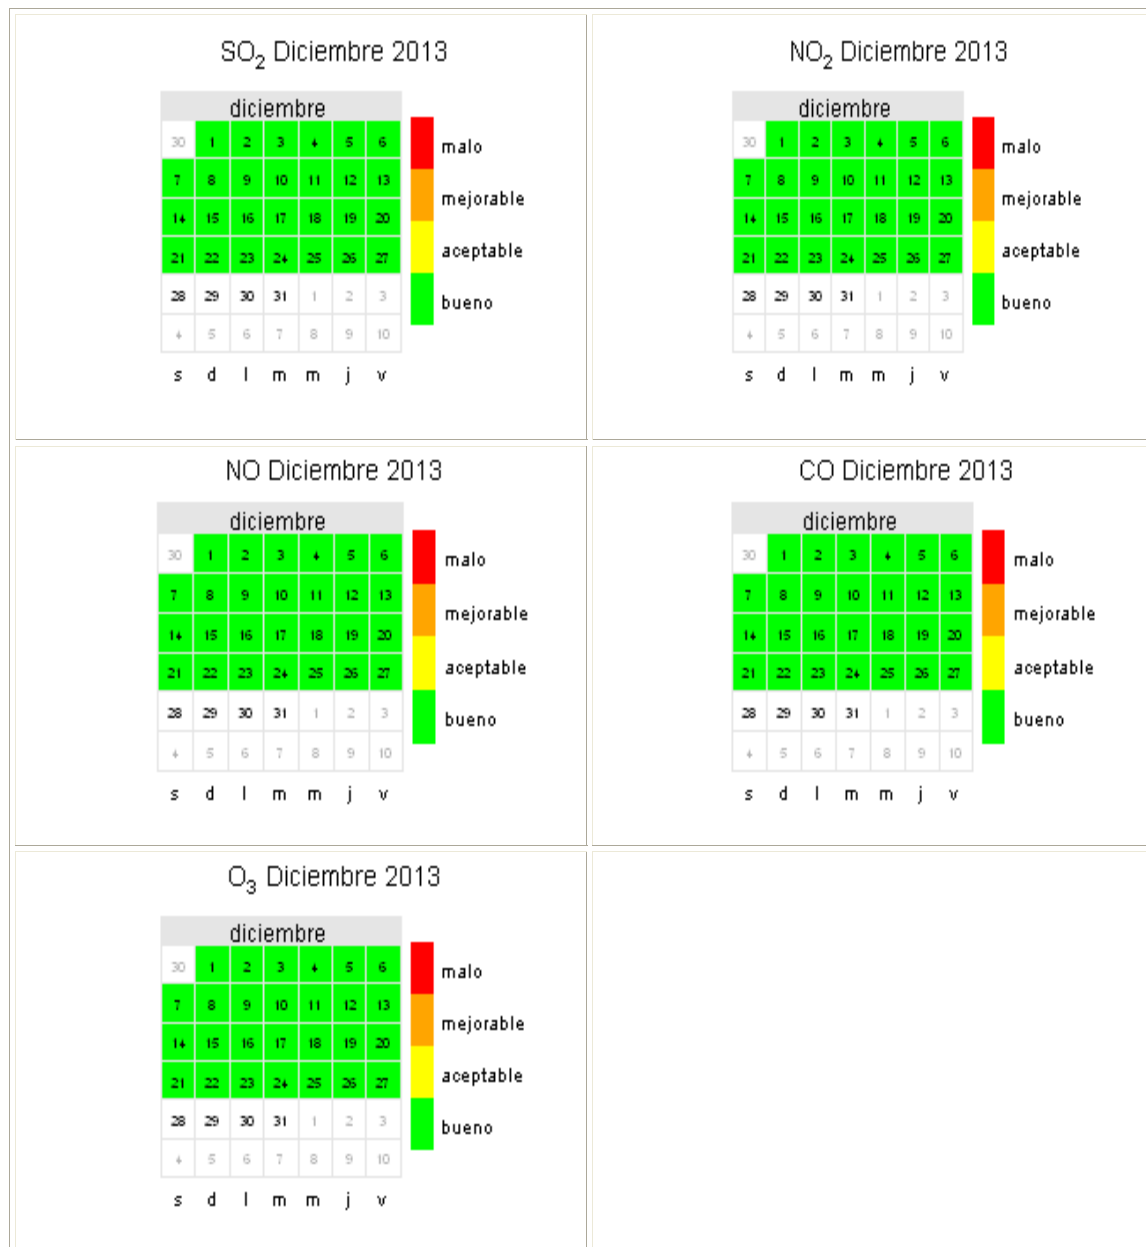 SO₂ Diciembre 2013
diciembre
30 1 2 3 4 5 6
7 8 9 10 11 12 13
14 15 16 17 18 19 20
21 22 23 24 25 26 27
28 29 30 31 1 2 3
4 5 6 7 8 9 10
s d l m m j v
malo
mejorable
aceptable
bueno
NO₂ Diciembre 2013
diciembre
30 1 2 3 4 5 6
7 8 9 10 11 12 13
14 15 16 17 18 19 20
21 22 23 24 25 26 27
28 29 30 31 1 2 3
4 5 6 7 8 9 10
s d l m m j v
malo
mejorable
aceptable
bueno
NO Diciembre 2013
diciembre
30 1 2 3 4 5 6
7 8 9 10 11 12 13
14 15 16 17 18 19 20
21 22 23 24 25 26 27
28 29 30 31 1 2 3
4 5 6 7 8 9 10
s d l m m j v
malo
mejorable
aceptable
bueno
CO Diciembre 2013
diciembre
30 1 2 3 4 5 6
7 8 9 10 11 12 13
14 15 16 17 18 19 20
21 22 23 24 25 26 27
28 29 30 31 1 2 3
4 5 6 7 8 9 10
s d l m m j v
malo
mejorable
aceptable
bueno
O₃ Diciembre 2013
diciembre
30 1 2 3 4 5 6
7 8 9 10 11 12 13
14 15 16 17 18 19 20
21 22 23 24 25 26 27
28 29 30 31 1 2 3
4 5 6 7 8 9 10
s d l m m j v
malo
mejorable
aceptable
bueno